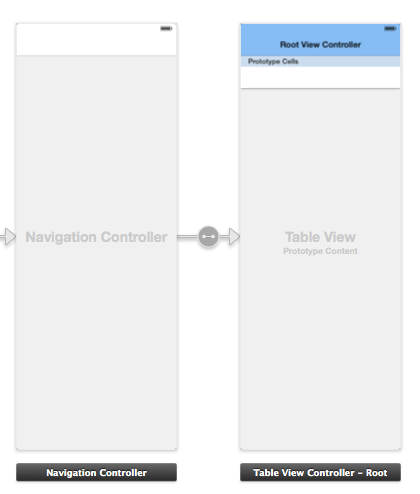 Root View Controller
Prototype Cells
Navigation Controller
Table View
Prototype Content
Navigation Controller
Table View Controller - Root